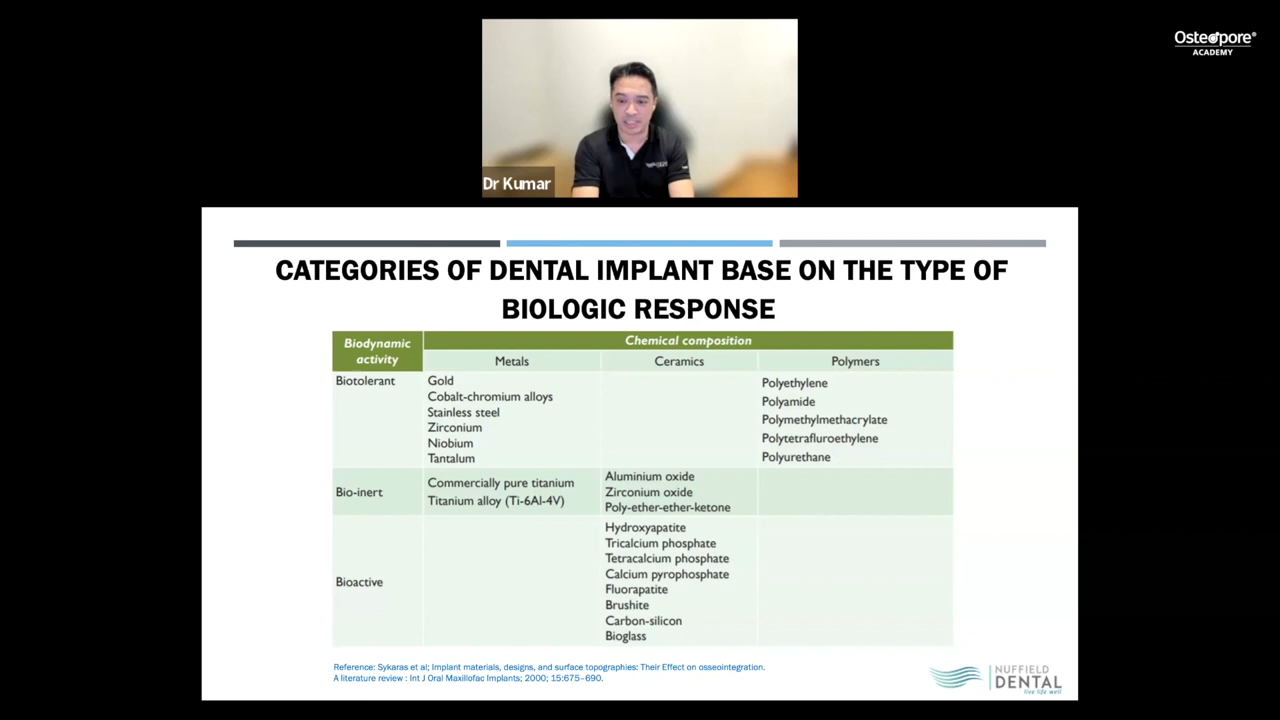 Osteopore®
ACADEMY
Dr Kumar
CATEGORIES OF DENTAL IMPLANT BASE ON THE TYPE OF
BIOLOGIC RESPONSE
Biodynamic
activity
Chemical composition
Metals
Ceramics
Polymers
Biotolerant
Gold
Cobalt-chromium alloys
Stainless steel
Zirconium
Niobium
Tantalum
Polyethylene
Polyamide
Polymethylmethacrylate
Polytetrafluroethylene
Polyurethane
Bio-inert
Commercially pure titanium
Titanium alloy (Ti-6Al-4V)
Aluminium oxide
Zirconium oxide
Poly-ether-ether-ketone
Bioactive
Hydroxyapatite
Tricalcium phosphate
Tetracalcium phosphate
Calcium pyrophosphate
Fluorapatite
Brushite
Carbon-silicon
Bioglass
Reference: Sykaras et al; Implant materials, designs, and surface topographies: Their Effect on osseointegration.
A literature review : Int J Oral Maxillofac Implants; 2000; 15:675–690.
NUFFIELD
DENTAL
live life well